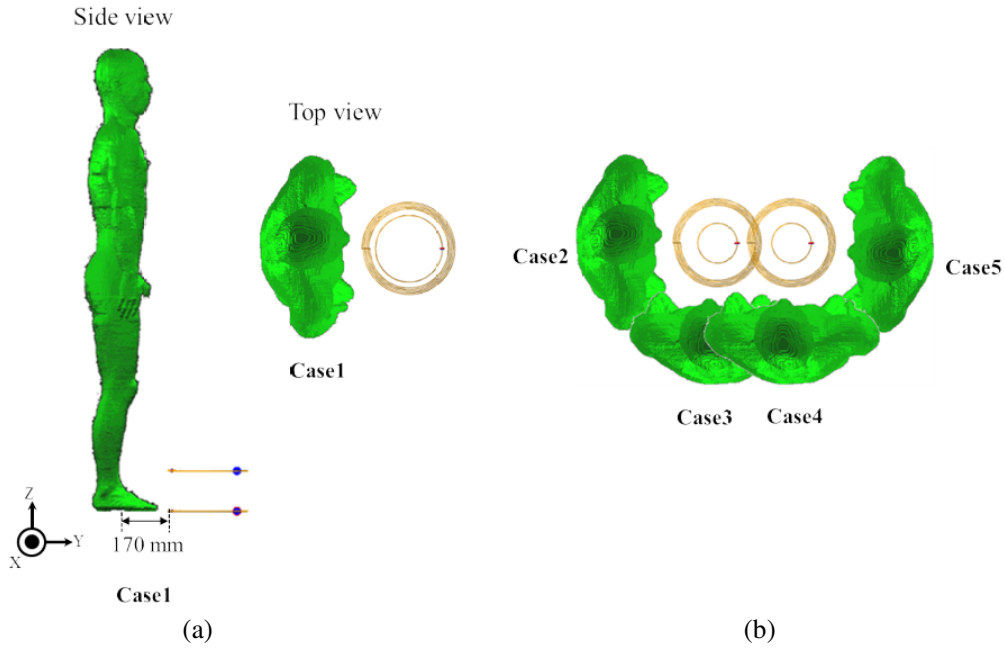 Side view
Top view
Case1
Z
Y
X
170 mm
Case1
(a)
Case2
Case5
Case3
Case4
(b)